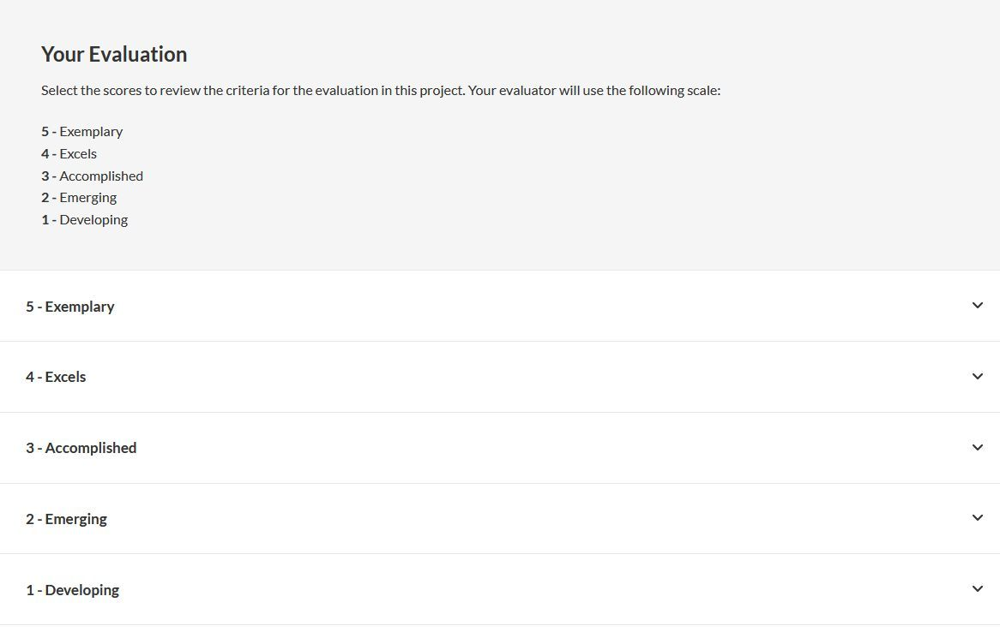 Your Evaluation
Select the scores to review the criteria for the evaluation in this project. Your evaluator will use the following scale:
5 - Exemplary
4 - Excels
3 - Accomplished
2 - Emerging
1 - Developing
5 - Exemplary
4 - Excels
3 - Accomplished
2 - Emerging
1 - Developing